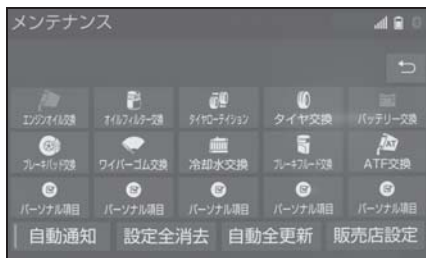 メンテナンス
エンジンオイル交換 オイルフィルター交換 タイヤローテイション タイヤ交換 バッテリー交換
ブレーキパッド交換 ワイパーゴム交換 冷却水交換 ブレーキフルード交換 ATF交換
パーソナル項目 パーソナル項目 パーソナル項目 パーソナル項目 パーソナル項目
自動通知 設定全消去 自動全更新 販売店設定